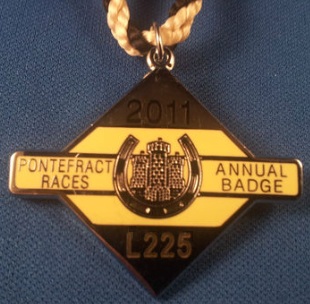 2011
PONTEFRACT
RACES
ANNUAL
BADGE
L225